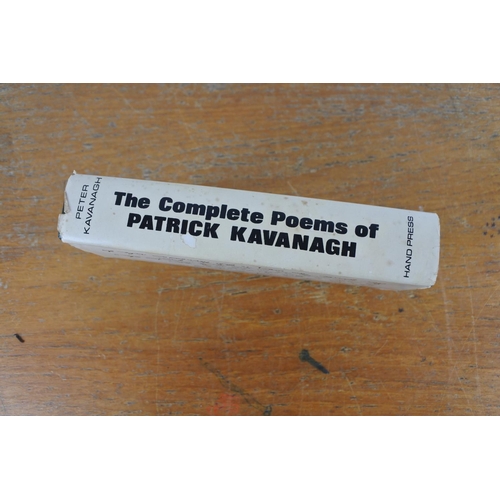 PETER
KAVANAGH
The Complete Poems of
PATRICK KAVANAGH
HAND PRESS